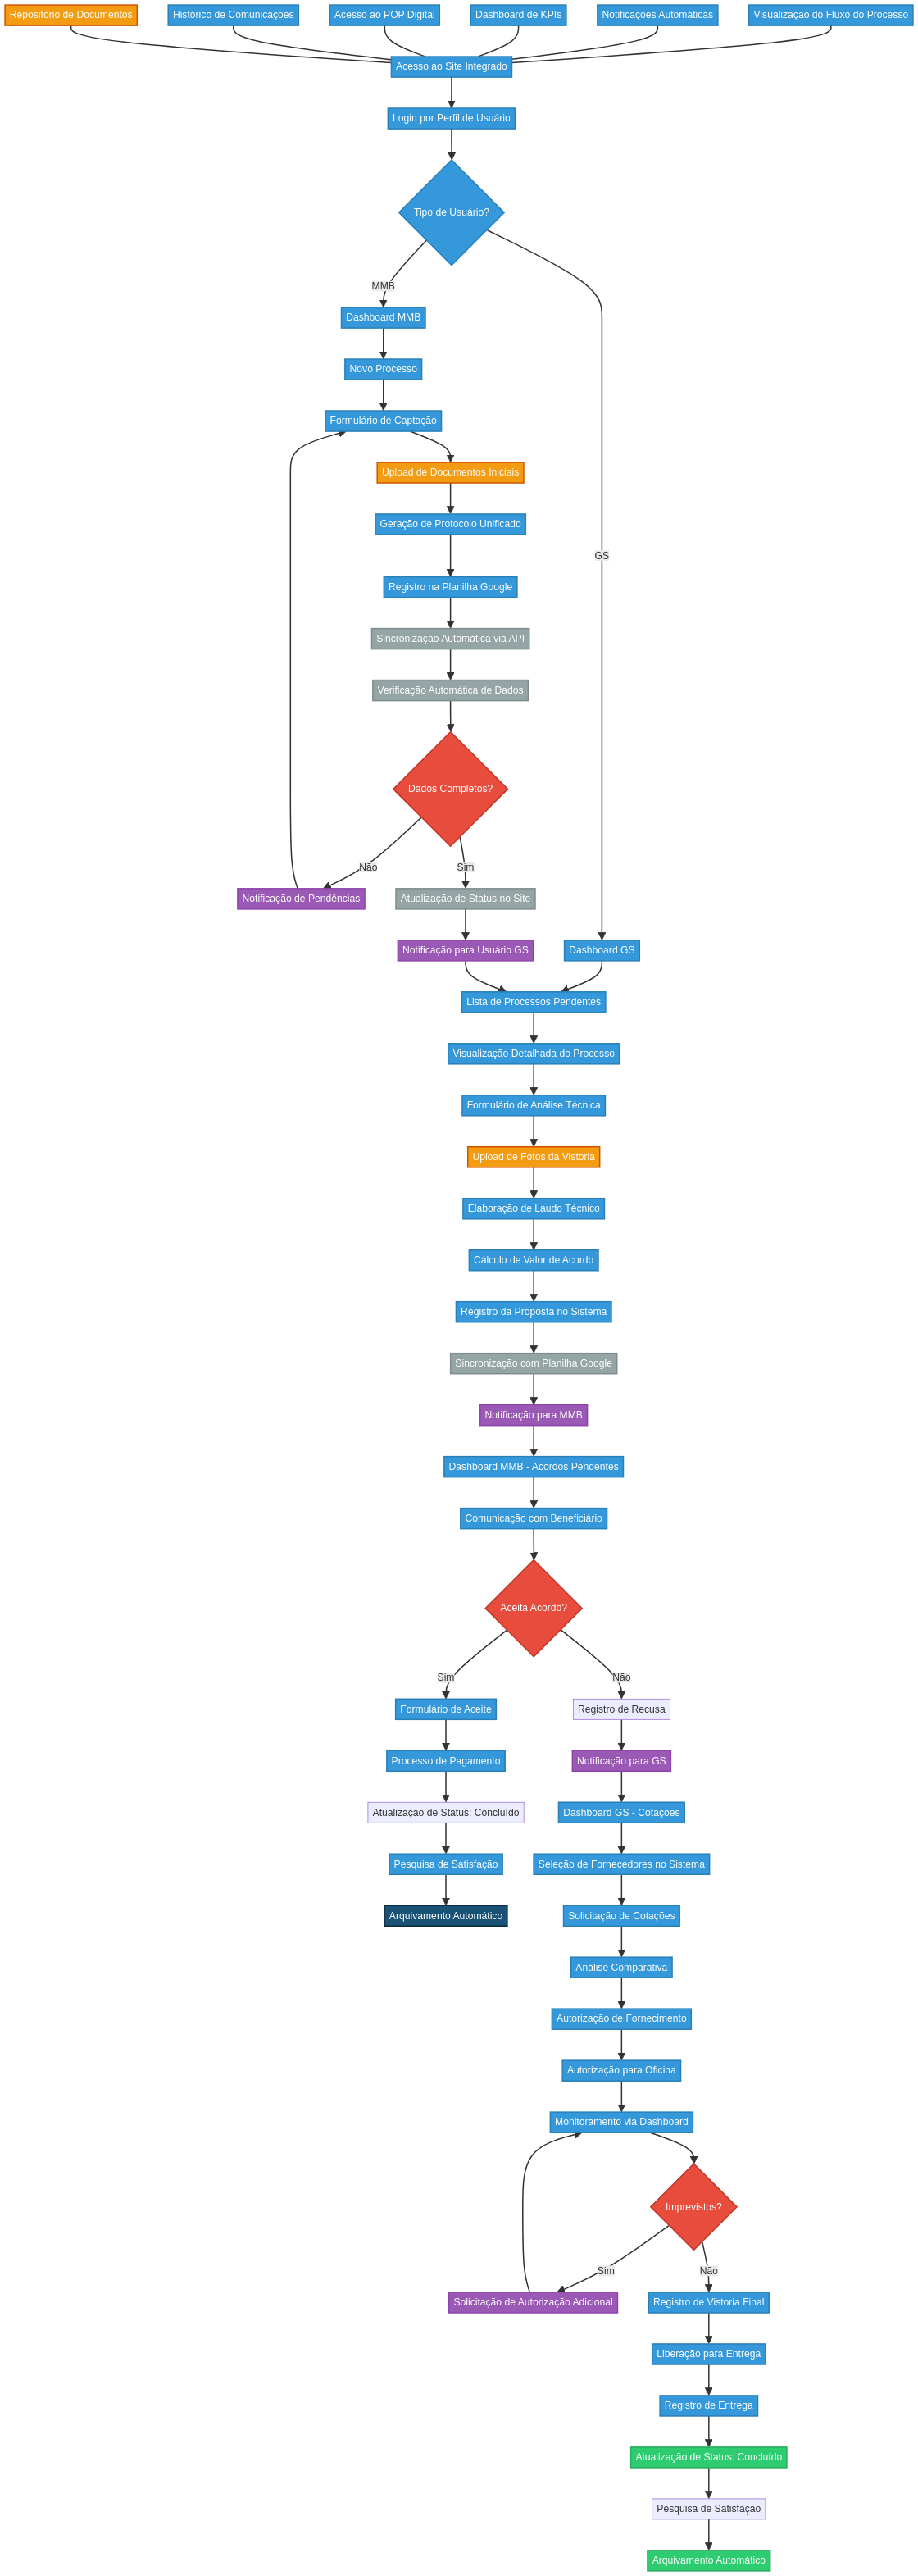 Repositório de Documentos
Histórico de Comunicações
Acesso ao POP Digital
Dashboard de KPIs
Notificações Automáticas
Visualização do Fluxo do Processo
Acesso ao Site Integrado
Login por Perfil de Usuário
Tipo de Usuário?
MMB
Dashboard MMB
Novo Processo
Formulário de Captação
Upload de Documentos Iniciais
Geração de Protocolo Unificado
GS
Registro na Planilha Google
Sincronização Automática via API
Verificação Automática de Dados
Dados Completos?
Não
Sim
Notificação de Pendências
Atualização de Status no Site
Notificação para Usuário GS
Dashboard GS
Lista de Processos Pendentes
Visualização Detalhada do Processo
Formulário de Análise Técnica
Upload de Fotos da Vistoria
Elaboração de Laudo Técnico
Cálculo de Valor de Acordo
Registro da Proposta no Sistema
Sincronização com Planilha Google
Notificação para MMB
Dashboard MMB - Acordos Pendentes
Comunicação com Beneficiário
Aceita Acordo?
Sim
Não
Formulário de Aceite
Registro de Recusa
Processo de Pagamento
Notificação para GS
Atualização de Status: Concluído
Dashboard GS - Cotações
Pesquisa de Satisfação
Seleção de Fornecedores no Sistema
Arquivamento Automático
Solicitação de Cotações
Análise Comparativa
Autorização de Fornecimento
Autorização para Oficina
Monitoramento via Dashboard
Imprevistos?
Sim
Não
Solicitação de Autorização Adicional
Registro de Vistoria Final
Liberação para Entrega
Registro de Entrega
Atualização de Status: Concluído
Pesquisa de Satisfação
Arquivamento Automático